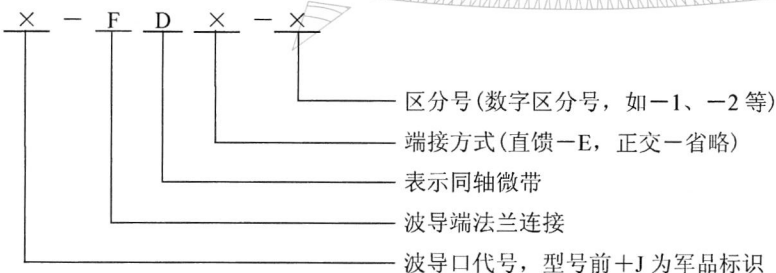 × － F D × － ×
区分号(数字区分号，如－1、－2 等)
端接方式(直馈－E，正交－省略)
表示同轴微带
波导端法兰连接
波导口代号，型号前＋J 为军品标识